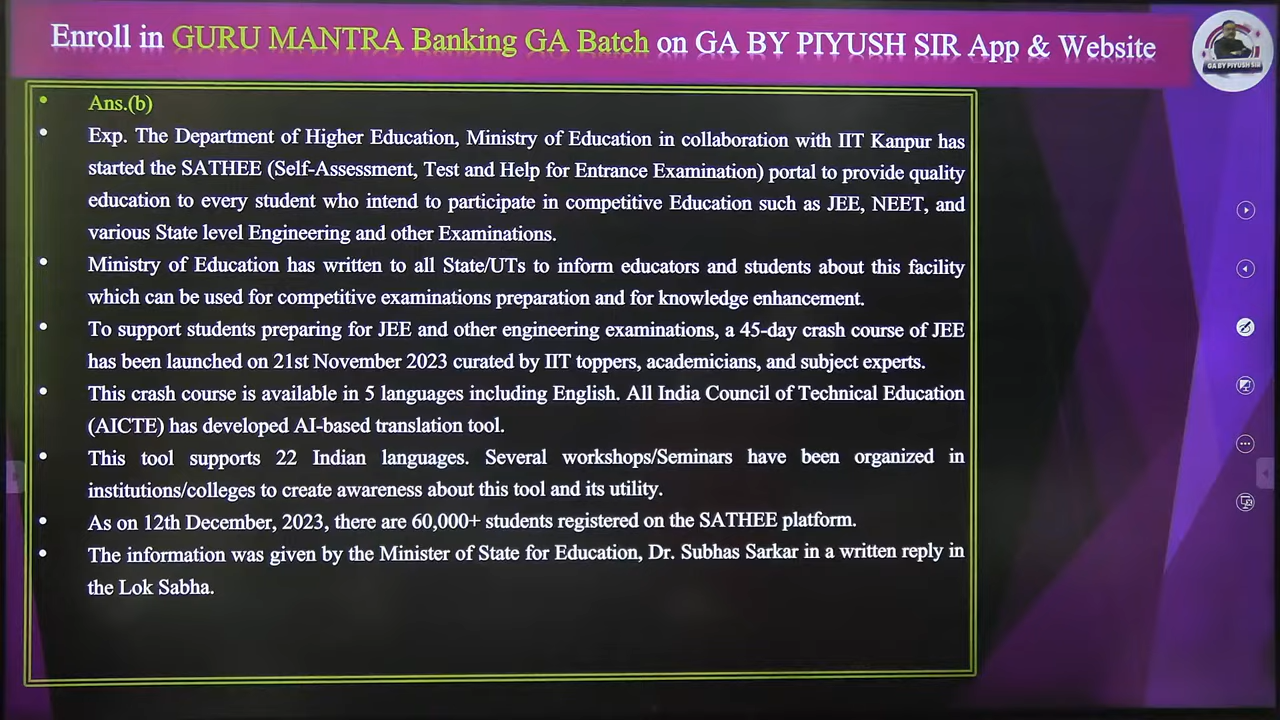 Enroll in GURU MANTRA Banking GA Batch on GA BY PIYUSH SIR App & Website
GA BY PIYUSH SIR
• Ans.(b)
• Exp. The Department of Higher Education, Ministry of Education in collaboration with IIT Kanpur has
started the SATHEE (Self-Assessment, Test and Help for Entrance Examination) portal to provide quality
education to every student who intend to participate in competitive Education such as JEE, NEET, and
various State level Engineering and other Examinations.
• Ministry of Education has written to all State/UTs to inform educators and students about this facility
which can be used for competitive examinations preparation and for knowledge enhancement.
• To support students preparing for JEE and other engineering examinations, a 45-day crash course of JEE
has been launched on 21st November 2023 curated by IIT toppers, academicians, and subject experts.
• This crash course is available in 5 languages including English. All India Council of Technical Education
(AICTE) has developed AI-based translation tool.
• This tool supports 22 Indian languages. Several workshops/Seminars have been organized in
institutions/colleges to create awareness about this tool and its utility.
• As on 12th December, 2023, there are 60,000+ students registered on the SATHEE platform.
• The information was given by the Minister of State for Education, Dr. Subhas Sarkar in a written reply in
the Lok Sabha.